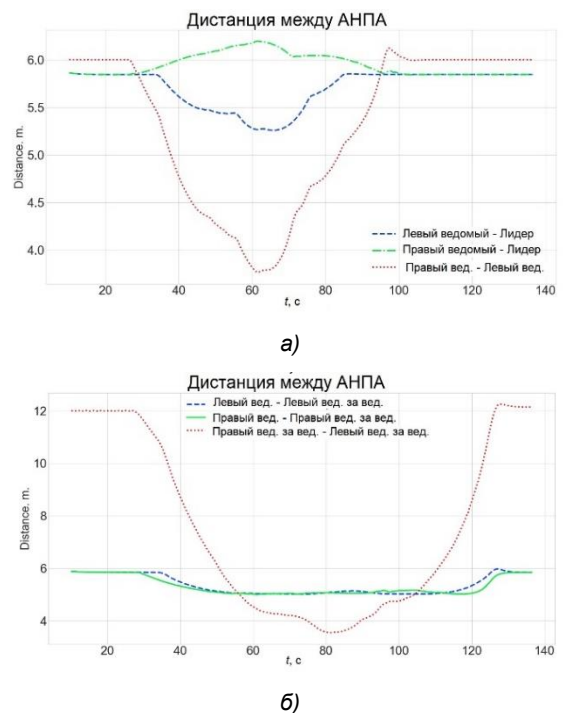 Дистанция между АНПА
6.0
5.5
5.0
4.5
4.0
Distance. m.
Левый ведомый - Лидер
Правый ведомый - Лидер
Правый вед. - Левый вед.
20 40 60 80 100 120 140
t, с
а)
Дистанция между АНПА
Левый вед. - Левый вед. за вед.
Правый вед. - Правый вед. за вед.
Правый вед. за вед. - Левый вед. за вед.
12
10
8
6
4
Distance. m.
20 40 60 80 100 120 140
t, с
б)